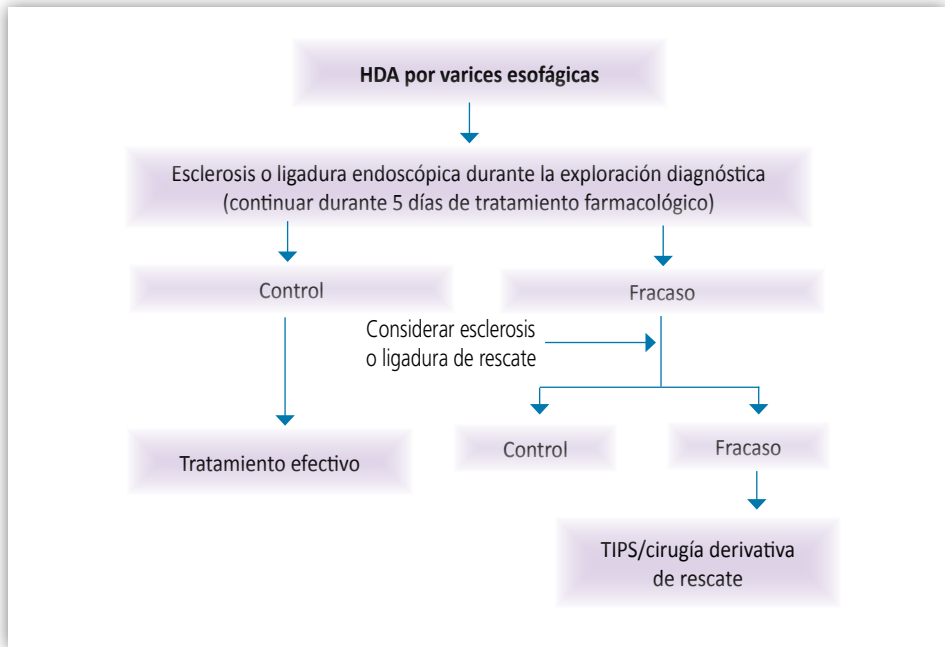 HDA por varices esofágicas
Esclerosis o ligadura endoscópica durante la exploración diagnóstica
(continuar durante 5 días de tratamiento farmacológico)
Control
Fracaso
Considerar esclerosis
o ligadura de rescate
Control
Fracaso
Tratamiento efectivo
TIPS/cirugía derivativa
de rescate